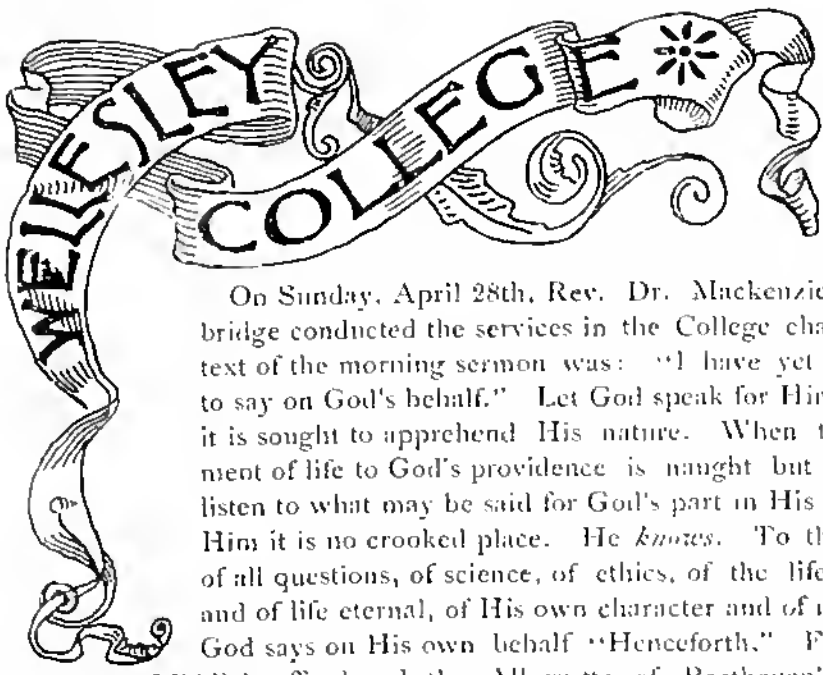 WELLESLEY COLLEGE
On Sunday, April 28th, Rev. Dr. Mackenzie
bridge conducted the services in the College cha
text of the morning sermon was: "I have yet
to say on God's behalf." Let God speak for Him
it is sought to apprehend His nature. When t
ment of life to God's providence is naught but
listen to what may be said for God's part in His
Him it is no crooked place. He knows. To th
of all questions, of science, of ethics, of the life
and of life eternal, of His own character and of
God says on His own behalf "Henceforth." F